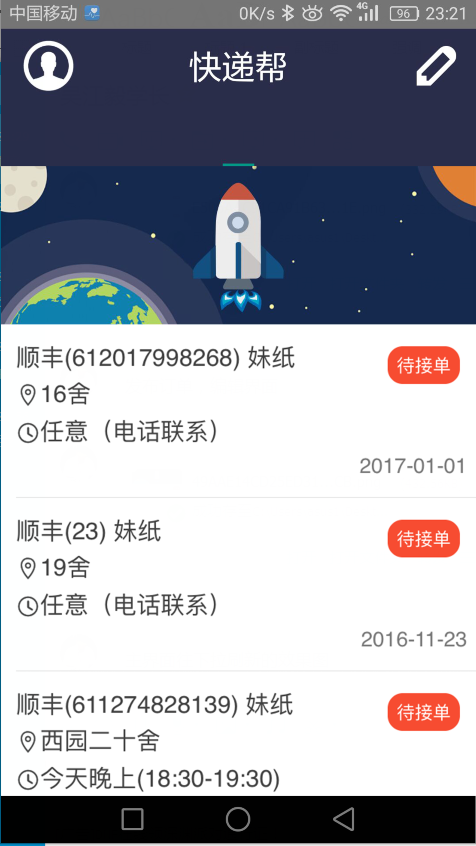 中国移动 0K/s 4G 96 23:21
快递帮
顺丰(612017998268) 妹纸 待接单
16舍
任意（电话联系）
2017-01-01
顺丰(23) 妹纸 待接单
19舍
任意（电话联系）
2016-11-23
顺丰(611274828139) 妹纸 待接单
西园二十舍
今天晚上(18:30-19:30)